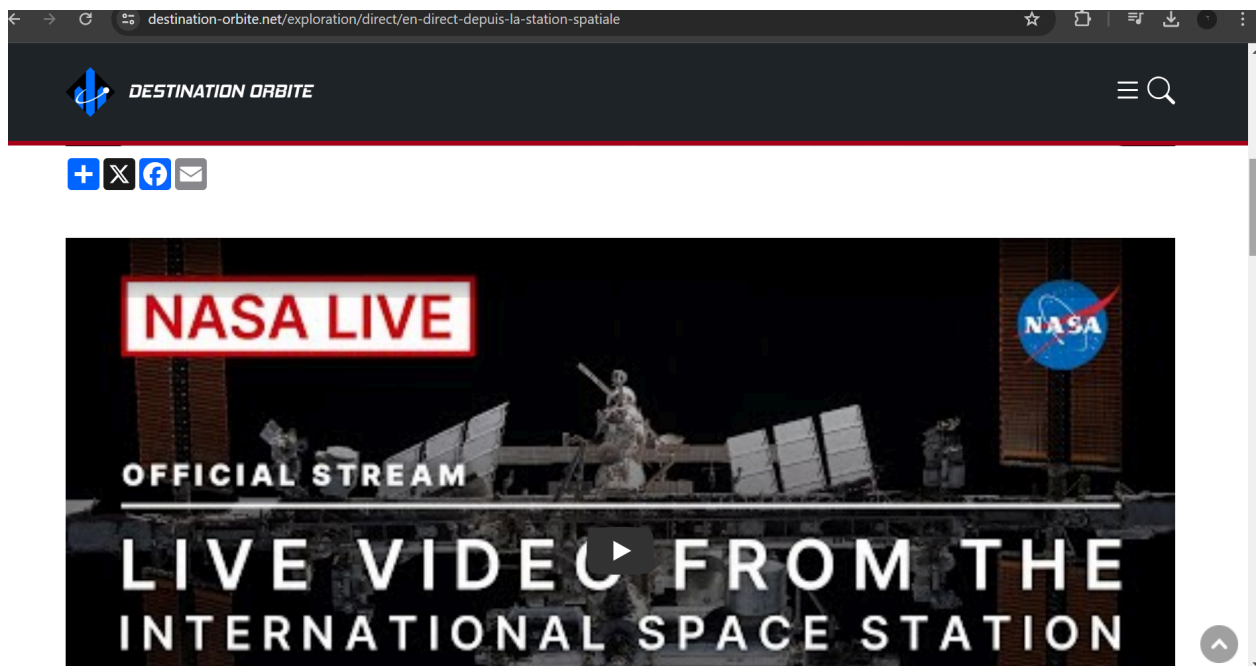 destination-orbite.net/exploration/direct/en-direct-depuis-la-station-spatiale
DESTINATION ORBITE
NASA LIVE
NASA
OFFICIAL STREAM
LIVE VIDEO FROM THE
INTERNATIONAL SPACE STATION